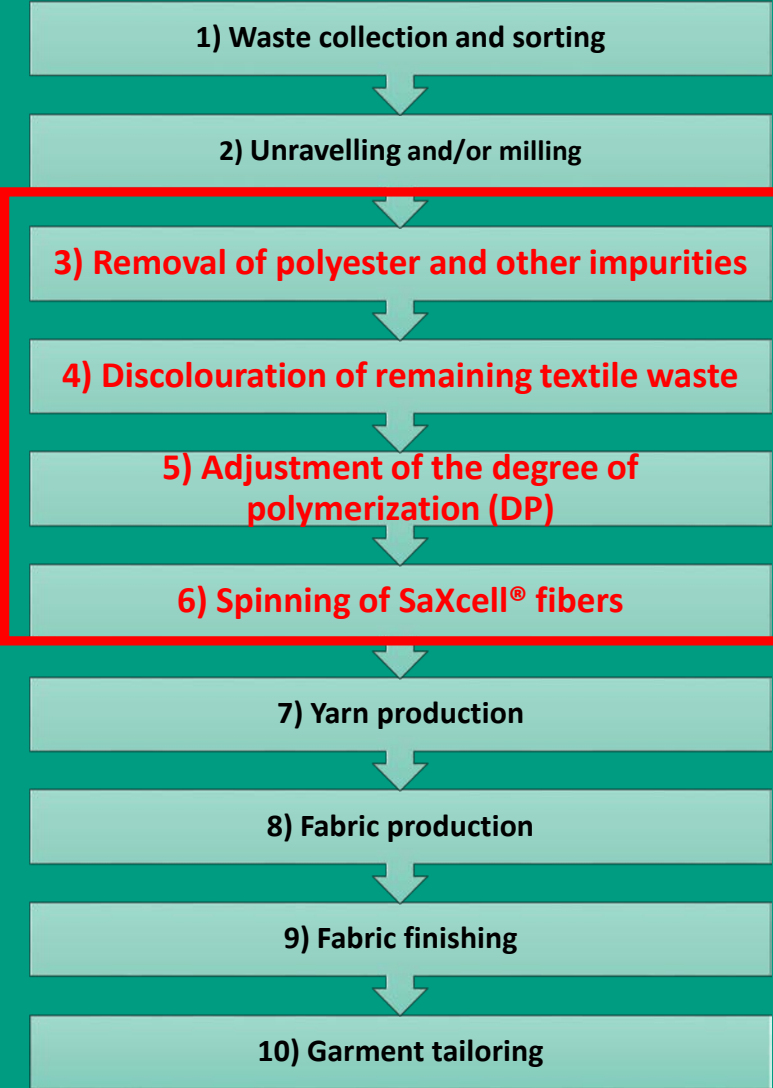 1) Waste collection and sorting
2) Unravelling and/or milling
3) Removal of polyester and other impurities
4) Discolouration of remaining textile waste
5) Adjustment of the degree of
polymerization (DP)
6) Spinning of SaXcell® fibers
7) Yarn production
8) Fabric production
9) Fabric finishing
10) Garment tailoring